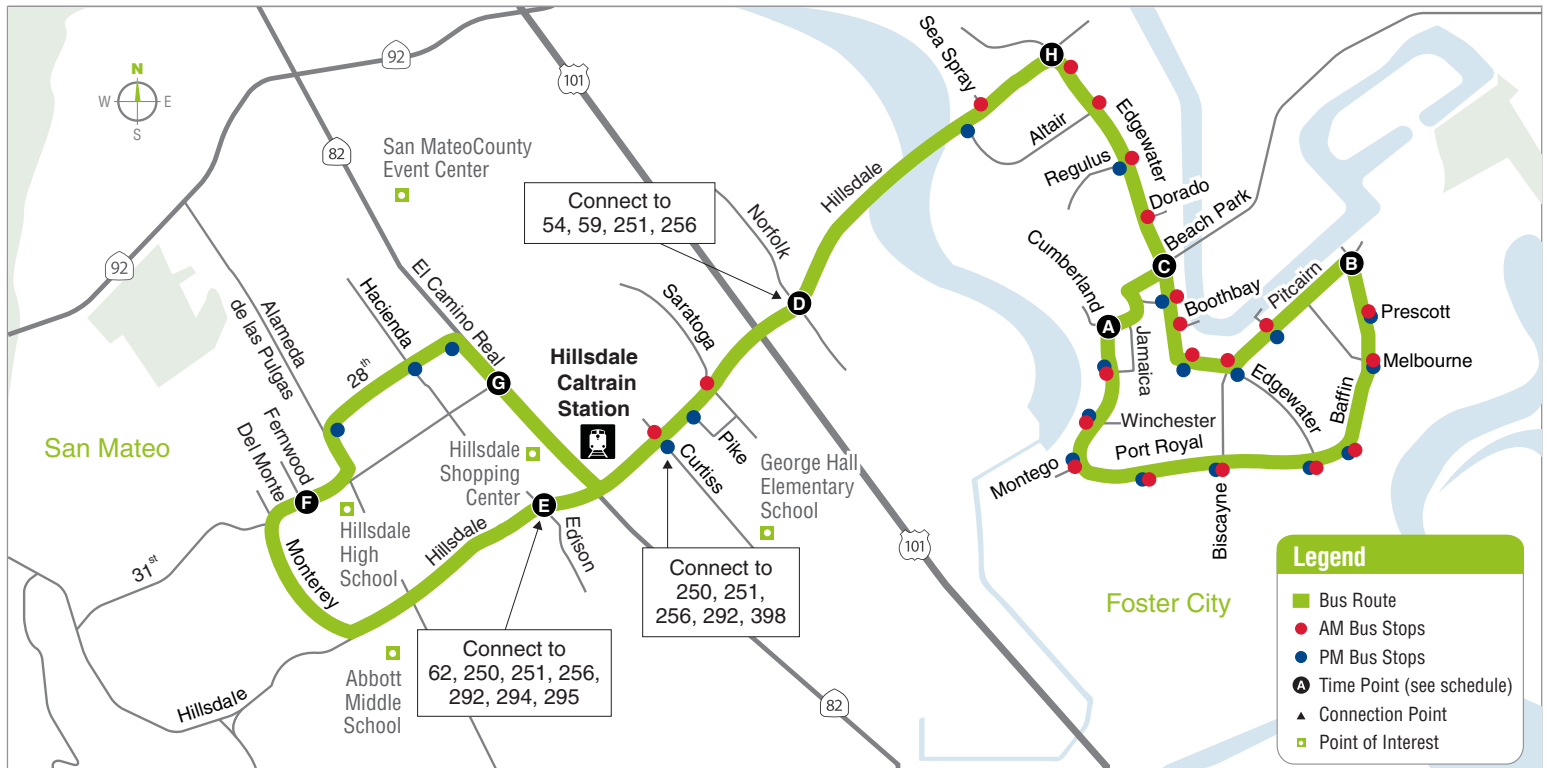 92
101
N
W
E
S
82
San MateoCounty
Event Center
Sea Spray
H
Altair
Edgewater
Regulus
Dorado
Connect to
54, 59, 251, 256
Hillsdale
Norfolk
Beach Park
Cumberland
C
92
B
Alameda
de las Pulgas
Hacienda
El Camino Real
Saratoga
D
A
Jamaica
Boothbay
Pitcairn
Prescott
28th
G
Hillsdale
Caltrain
Station
Edgewater
Melbourne
Baffin
Fernwood
Del Monte
San Mateo
Hillsdale
Shopping
Center
Curtiss
Pike
George Hall
Elementary
School
Winchester
Port Royal
Montego
Biscayne
F
E
Edison
Hillsdale
Hillsdale
High
School
31st
Monterey
101
Connect to
250, 251,
256, 292, 398
Foster City
Connect to
62, 250, 251, 256,
292, 294, 295
Abbott
Middle
School
Hillsdale
82
Legend
Bus Route
AM Bus Stops
PM Bus Stops
A Time Point (see schedule)
Connection Point
Point of Interest